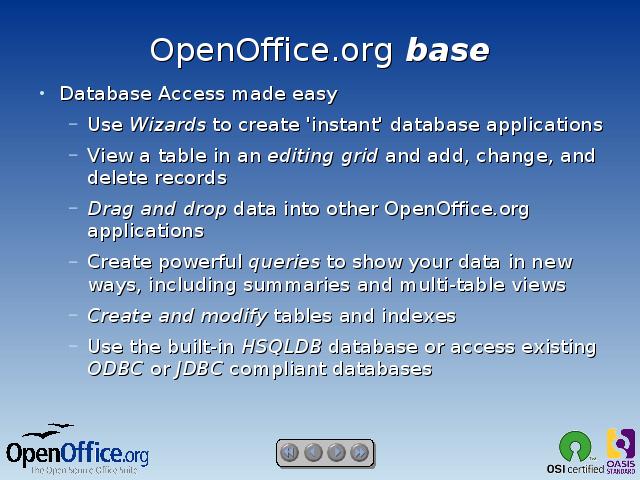 OpenOffice.org base
• Database Access made easy
– Use Wizards to create 'instant' database applications
– View a table in an editing grid and add, change, and
delete records
– Drag and drop data into other OpenOffice.org
applications
– Create powerful queries to show your data in new
ways, including summaries and multi-table views
– Create and modify tables and indexes
– Use the built-in HSQLDB database or access existing
ODBC or JDBC compliant databases
OpenOffice.org
The Open Source Office Suite
OSI certified
OASIS
STANDARD